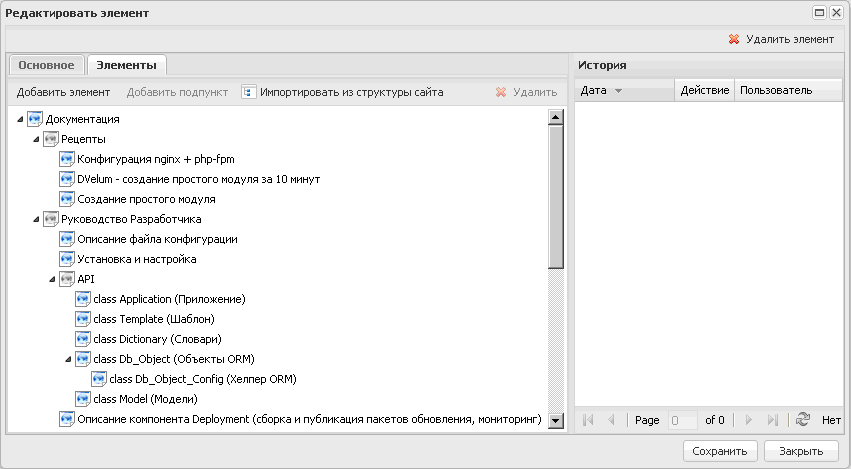 Редактировать элемент
Удалить элемент
Основное Элементы
Добавить элемент Добавить подпункт Импортировать из структуры сайта Удалить
Документация
Рецепты
Конфигурация nginx + php-fpm
DVelum - создание простого модуля за 10 минут
Создание простого модуля
Руководство Разработчика
Описание файла конфигурации
Установка и настройка
API
class Application (Приложение)
class Template (Шаблон)
class Dictionary (Словари)
class Db_Object (Объекты ORM)
class Db_Object_Config (Хелпер ORM)
class Model (Модели)
Описание компонента Deployment (сборка и публикация пакетов обновления, мониторинг)
История
Дата Действие Пользователь
Page 0 of 0 Нет
Сохранить Закрыть